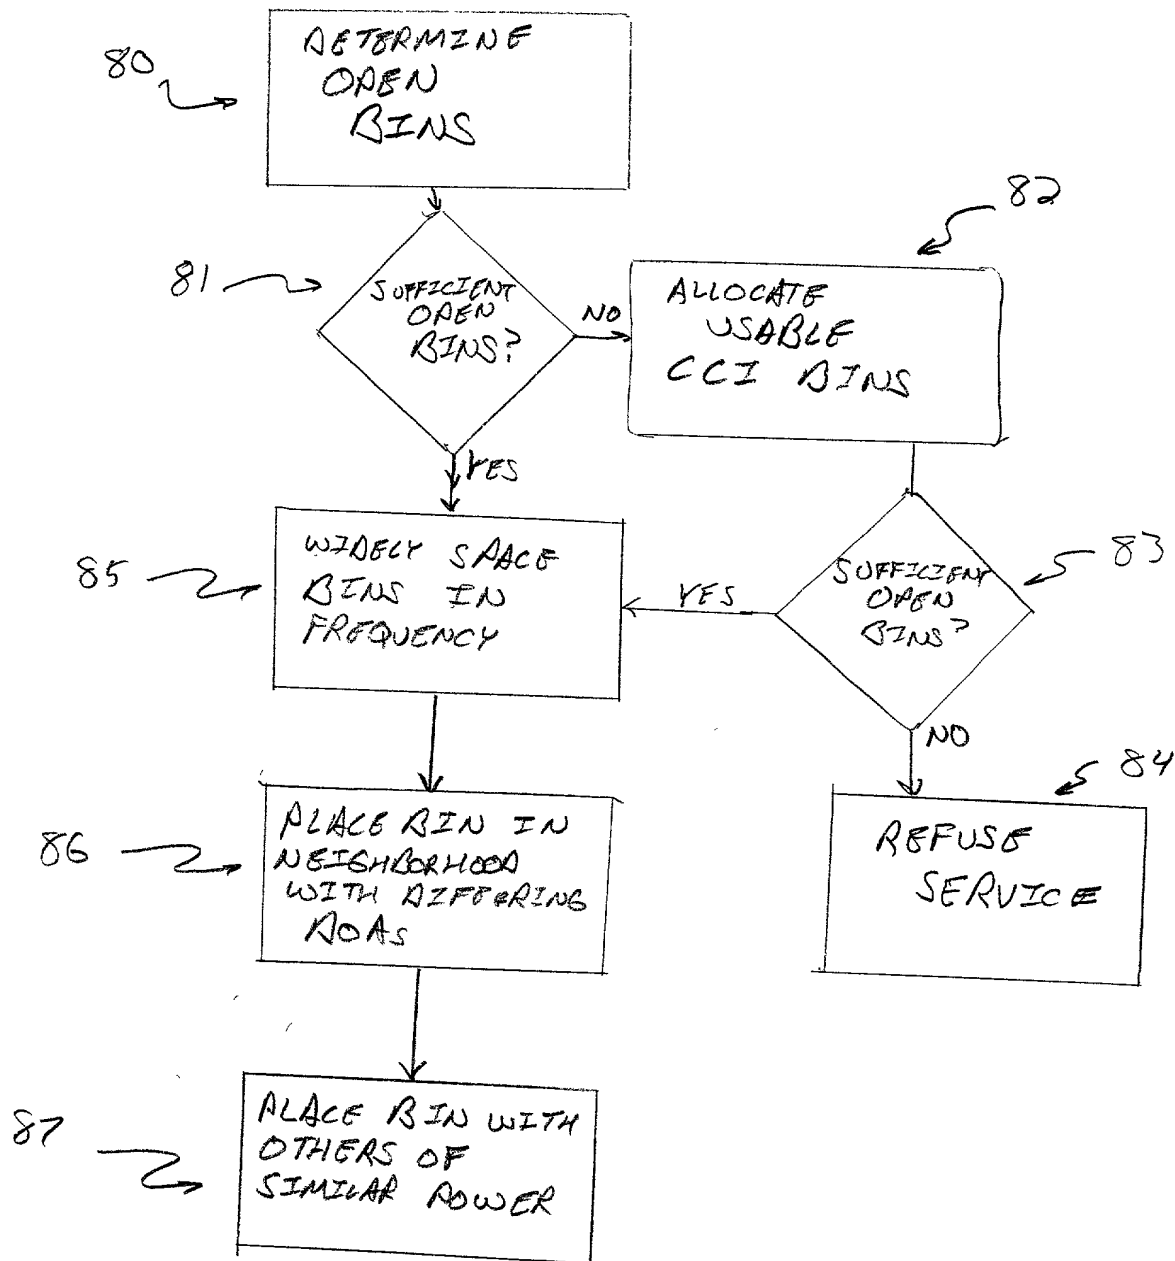 80
DETERMINE
OPEN
BINS
82
81
SUFFICIENT
OPEN
BINS?
NO
ALLOCATE
USABLE
CCI BINS
YES
85
WIDELY SPACE
BINS IN
FREQUENCY
YES
83
SUFFICIENT
OPEN
BINS?
NO
84
REFUSE
SERVICE
86
PLACE BIN IN
NEIGHBORHOOD
WITH DIFFERING
AOAs
87
PLACE BIN WITH
OTHERS OF
SIMILAR POWER